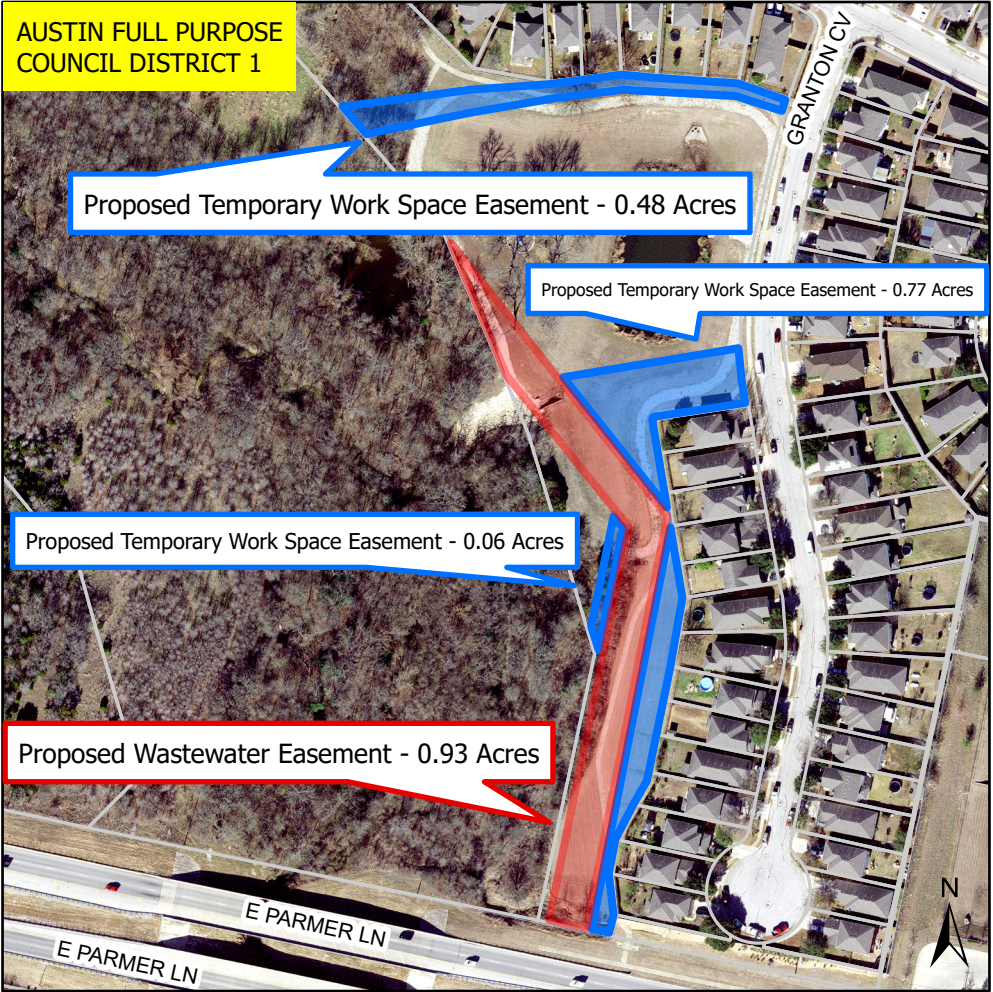 AUSTIN FULL PURPOSE
COUNCIL DISTRICT 1
GRANTON CV
Proposed Temporary Work Space Easement - 0.48 Acres
Proposed Temporary Work Space Easement - 0.77 Acres
Proposed Temporary Work Space Easement - 0.06 Acres
Proposed Wastewater Easement - 0.93 Acres
N
E PARMER LN
E PARMER LN